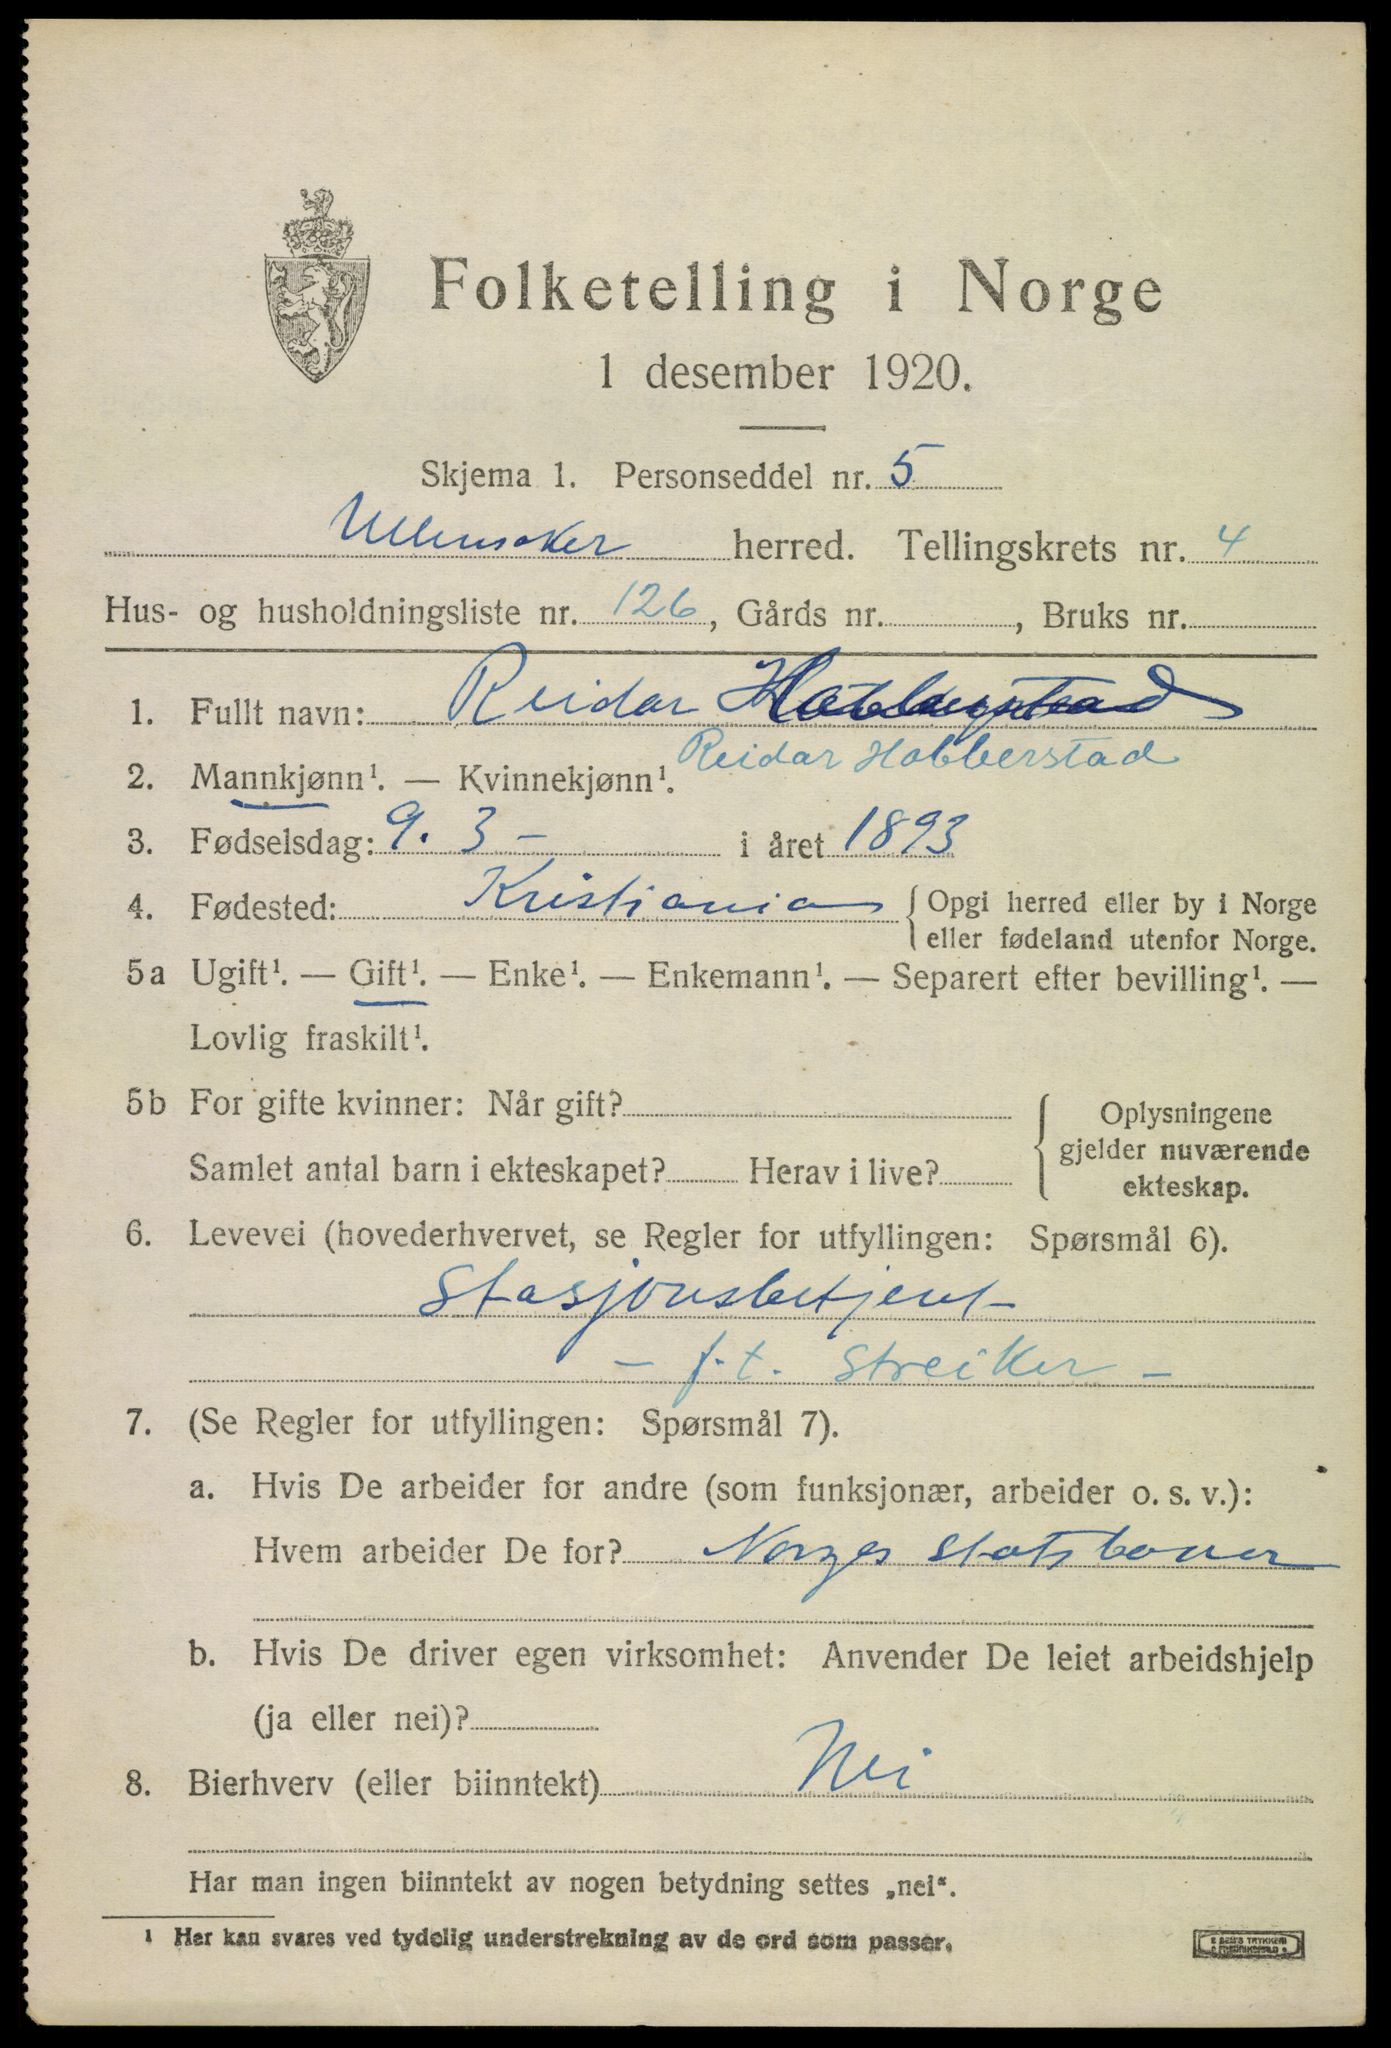 Folketelling i Norge
1 desember 1920.
Skjema 1. Personseddel nr. 5
Ullensaker herred. Tellingskrets nr. 4
Hus- og husholdningsliste nr. 126, Gårds nr. , Bruks nr.
1. Fullt navn: Reidar Habberstad
Reidar Habberstad
2. Mannkjønn¹. — Kvinnekjønn¹.
3. Fødselsdag: 9. 3 – i året 1893
4. Fødested: Kristiania { Opgi herred eller by i Norge
eller fødeland utenfor Norge.
5a Ugift¹. — Gift¹. — Enke¹. — Enkemann¹. — Separert efter bevilling¹. —
Lovlig fraskilt¹.
5b For gifte kvinner: Når gift?
Samlet antal barn i ekteskapet? Herav i live?
{ Oplysningene
gjelder nuværende
ekteskap.
6. Levevei (hovederhvervet, se Regler for utfyllingen: Spørsmål 6).
Stasjonsbetjent
– f.t. streiker –
7. (Se Regler for utfyllingen: Spørsmål 7).
a. Hvis De arbeider for andre (som funksjonær, arbeider o. s. v.):
Hvem arbeider De for? Norges statsbaner
b. Hvis De driver egen virksomhet: Anvender De leiet arbeidshjelp
(ja eller nei)?
8. Bierhverv (eller biinntekt) Nei
Har man ingen biinntekt av nogen betydning settes „nei“.
¹ Her kan svares ved tydelig understrekning av de ord som passer.